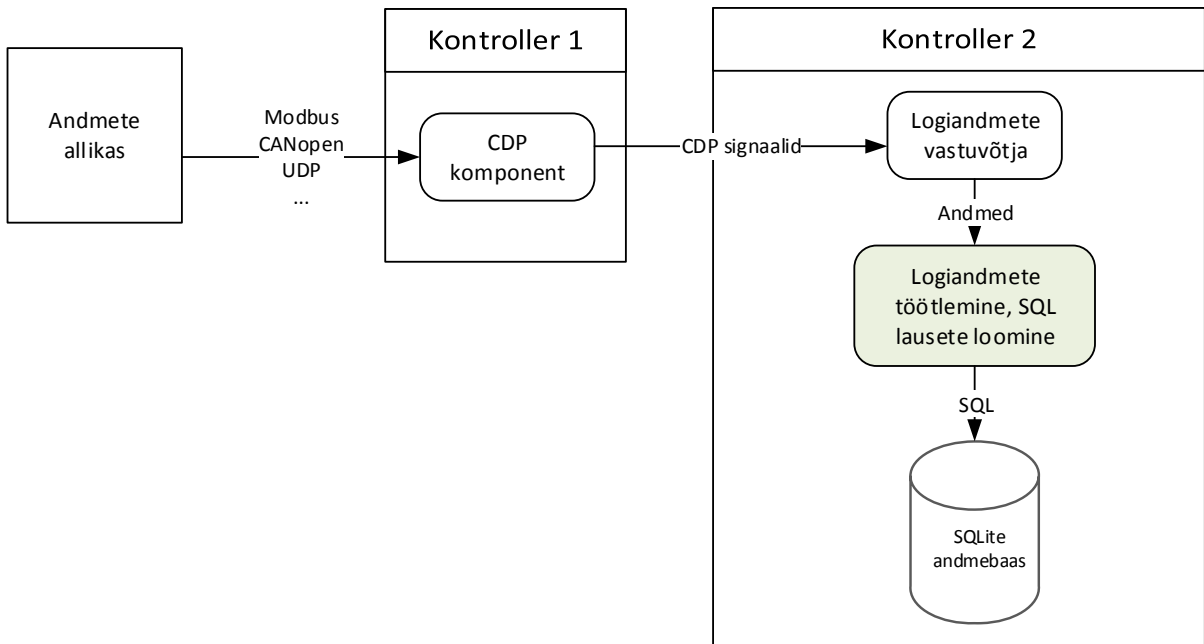 Andmete
allikas
Modbus
CANopen
UDP
...
Kontroller 1
CDP
komponent
CDP signaalid
Kontroller 2
Logiandmete
vastuvõtja
Andmed
Logiandmete
töötlemine, SQL
lausete loomine
SQL
SQLite
andmebaas